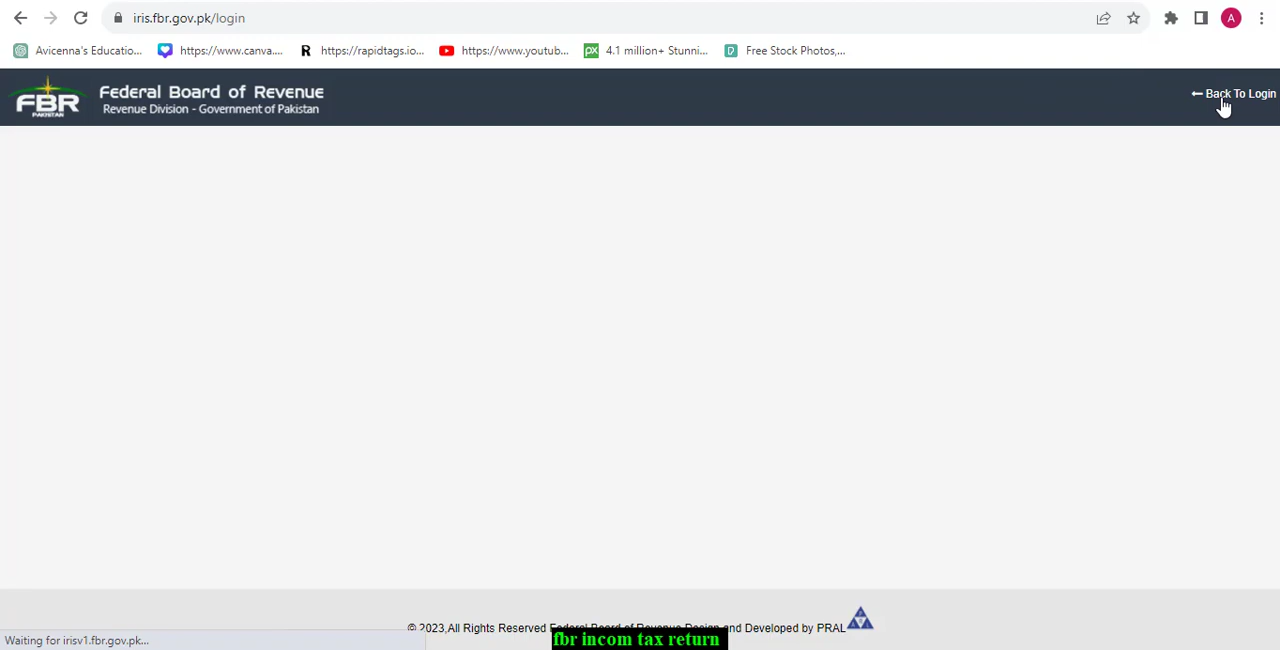 iris.fbr.gov.pk/login
A
Avicenna's Educatio...
https://www.canva....
R
https://rapidtags.io...
https://www.youtub...
px
4.1 million+ Stunni...
D
Free Stock Photos,...
FBR
PAKISTAN
Federal Board of Revenue
Revenue Division - Government of Pakistan
Back To Login
© 2023,All Rights Reserved Federal Board of Revenue Design and Developed by PRAL
Waiting for irisv1.fbr.gov.pk...
fbr incom tax return